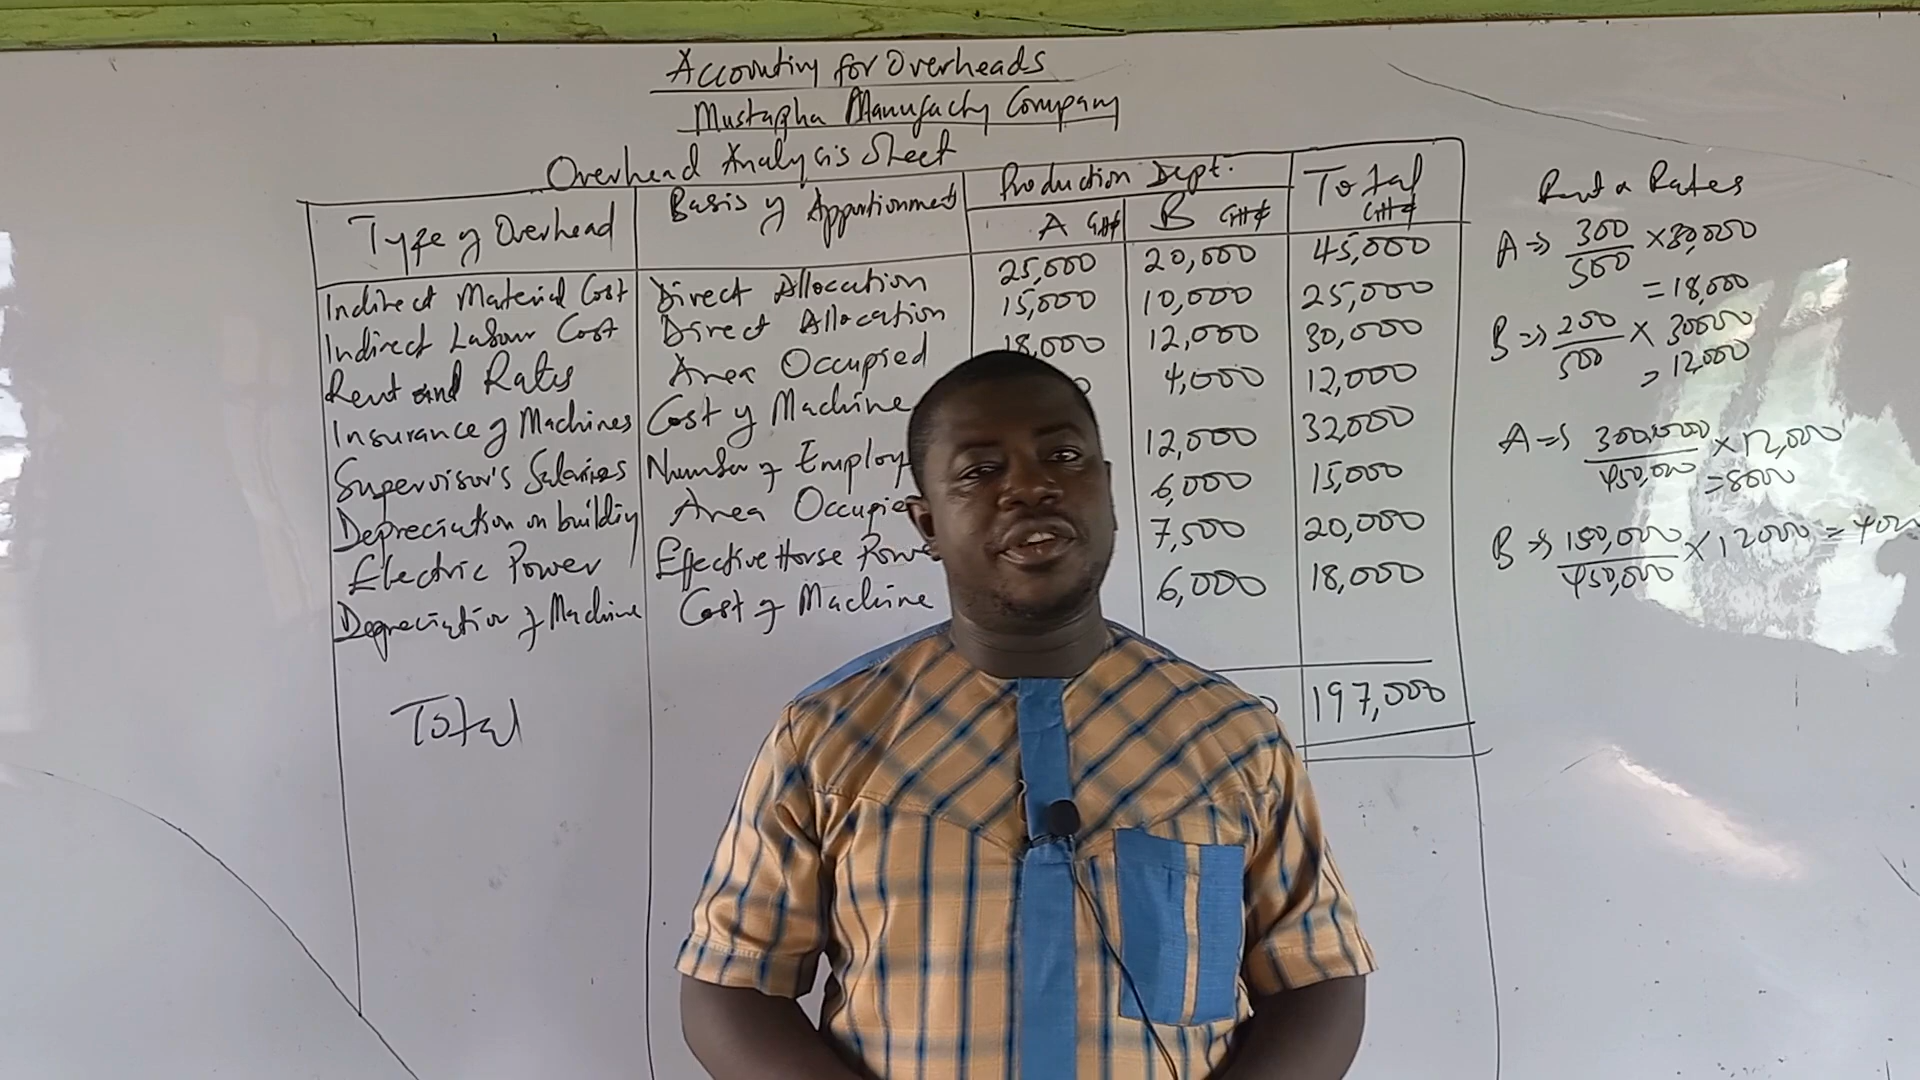 Accounting for Overheads
Mustapha Manufacty Company
Overhead Analysis Sheet
Type of Overhead Basis of Apportionment Production Dept. Total
A GH¢ B GH¢ GH¢
Indirect Material Cost Direct Allocation 25,000 20,000 45,000
Indirect Labour Cost Direct Allocation 15,000 10,000 25,000
Rent and Rates Area Occupied 18,000 12,000 30,000
Insurance of Machines Cost of Machine 4,000 12,000
Supervisor's Salaries Number of Employ 12,000 32,000
Depreciation on building Area Occupie 6,000 15,000
Electric Power Effective Horse Powe 7,500 20,000
Depreciation of Machine Cost of Machine 6,000 18,000
Total 197,000
Rent & Rates
A => 300/500 × 30,000
= 18,000
B => 200/500 × 30000
= 12,000
A => 300,000/450,000 × 12,000
= 8000
B => 150,000/450,000 × 12000 = 400